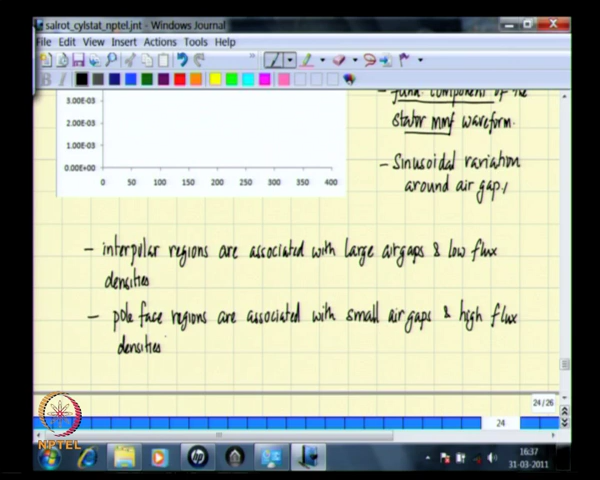 salrot_cylstat_nptel.jnt - Windows Journal
File Edit View Insert Actions Tools Help
3.00E-03
2.00E-03
1.00E-03
0.00E+00
0 50 100 150 200 250 300 350 400
- fund component of the
stator mmf waveform.
- Sinusoidal variation
around air gap,
- interpolar regions are associated with large airgaps & low flux
densities
- pole face regions are associated with small air gaps & high flux
densities
24/26
24
NPTEL
16:37
31-03-2011